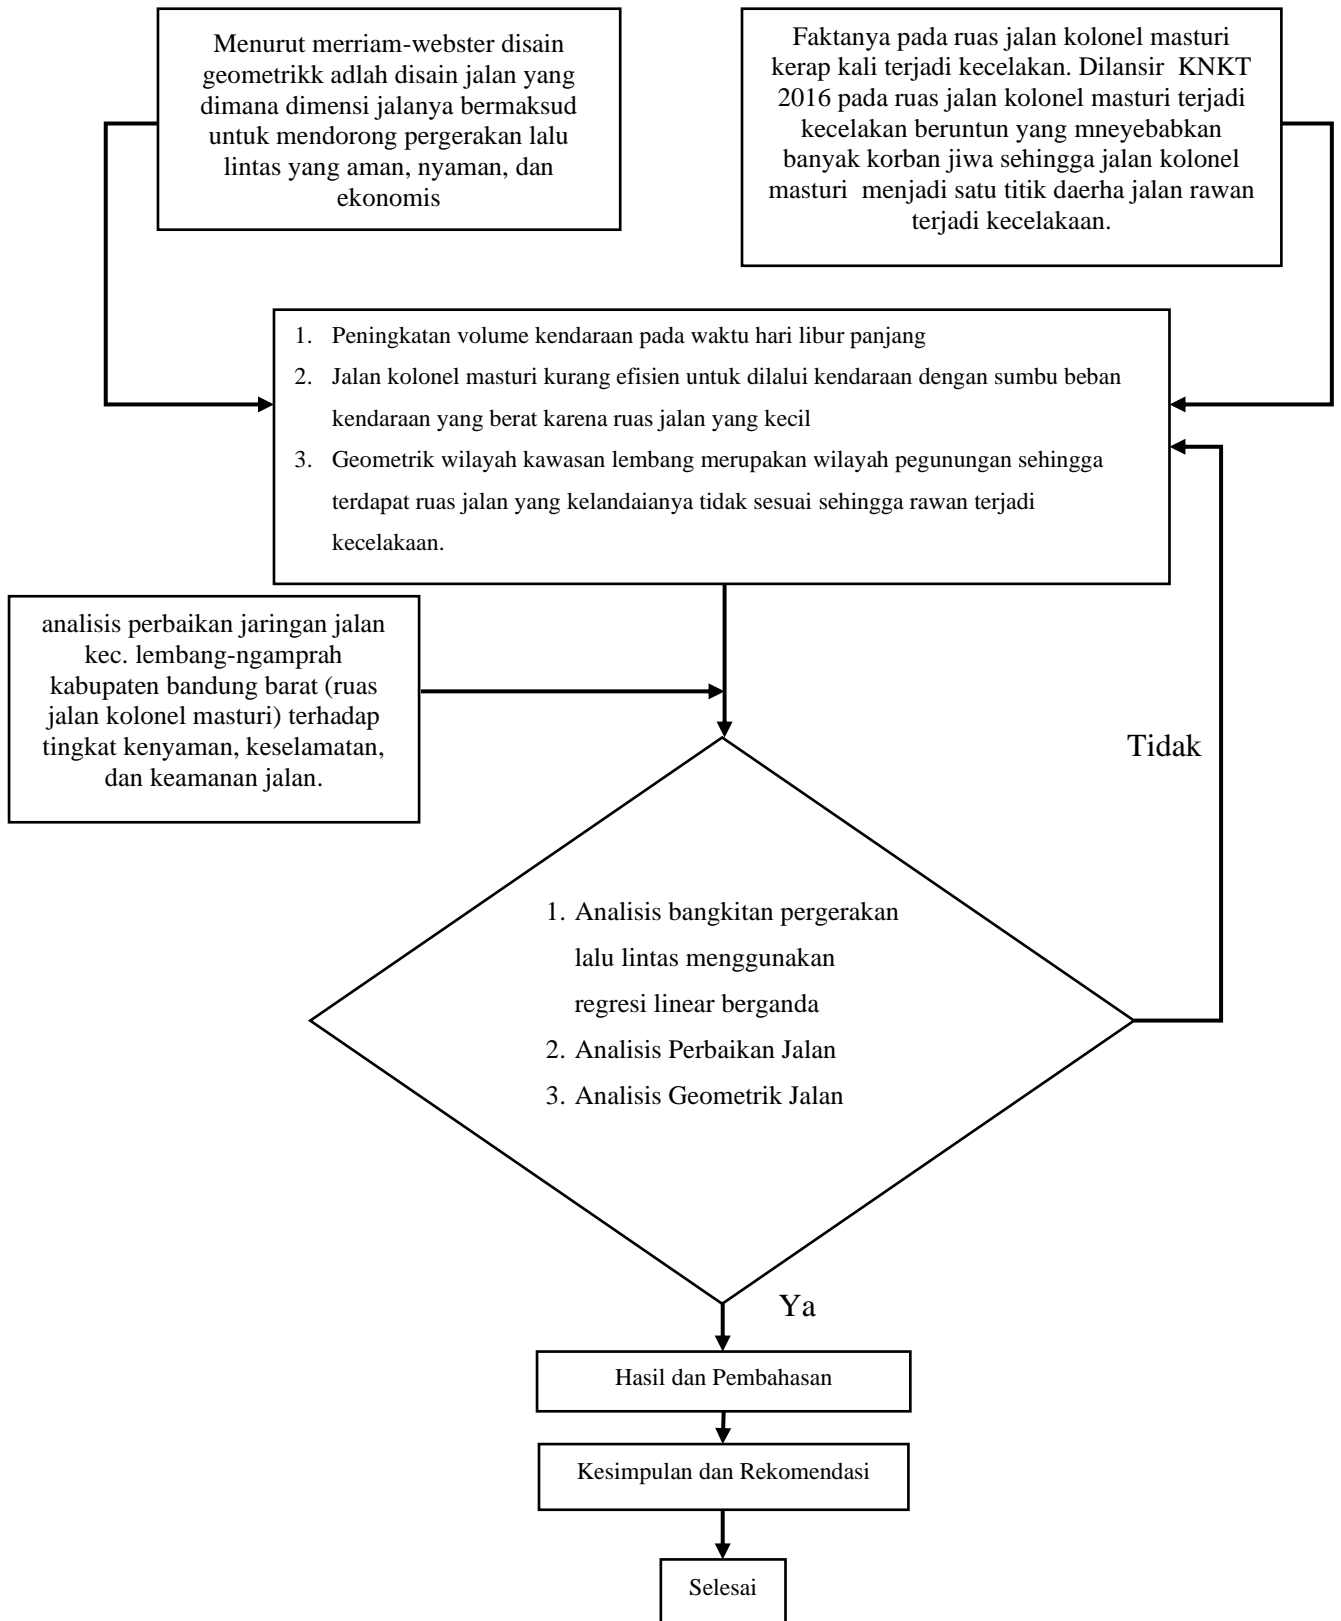 Menurut merriam-webster disain
geometrikk adlah disain jalan yang
dimana dimensi jalanya bermaksud
untuk mendorong pergerakan lalu
lintas yang aman, nyaman, dan
ekonomis
Faktanya pada ruas jalan kolonel masturi
kerap kali terjadi kecelakan. Dilansir KNKT
2016 pada ruas jalan kolonel masturi terjadi
kecelakan beruntun yang mneyebabkan
banyak korban jiwa sehingga jalan kolonel
masturi menjadi satu titik daerha jalan rawan
terjadi kecelakaan.
1. Peningkatan volume kendaraan pada waktu hari libur panjang
2. Jalan kolonel masturi kurang efisien untuk dilalui kendaraan dengan sumbu beban
kendaraan yang berat karena ruas jalan yang kecil
3. Geometrik wilayah kawasan lembang merupakan wilayah pegunungan sehingga
terdapat ruas jalan yang kelandaianya tidak sesuai sehingga rawan terjadi
kecelakaan.
analisis perbaikan jaringan jalan
kec. lembang-ngamprah
kabupaten bandung barat (ruas
jalan kolonel masturi) terhadap
tingkat kenyaman, keselamatan,
dan keamanan jalan.
Tidak
1. Analisis bangkitan pergerakan
lalu lintas menggunakan
regresi linear berganda
2. Analisis Perbaikan Jalan
3. Analisis Geometrik Jalan
Ya
Hasil dan Pembahasan
Kesimpulan dan Rekomendasi
Selesai